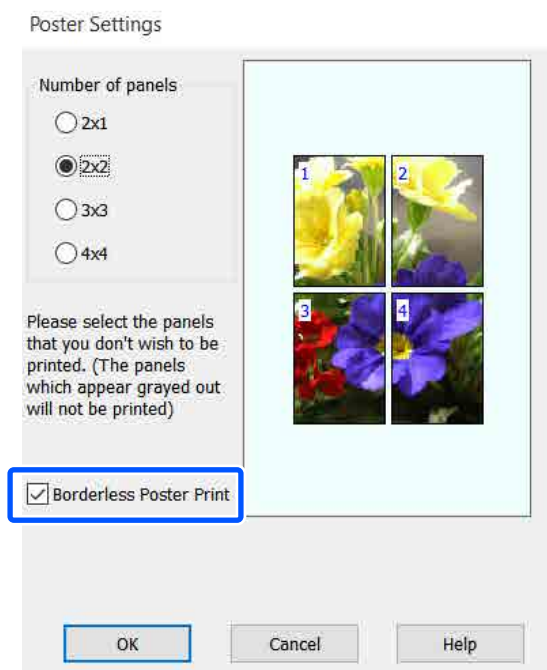 Poster Settings
Number of panels
2x1
2x2
3x3
4x4
1
2
3
4
Please select the panels
that you don't wish to be
printed. (The panels
which appear grayed out
will not be printed)
Borderless Poster Print
OK
Cancel
Help